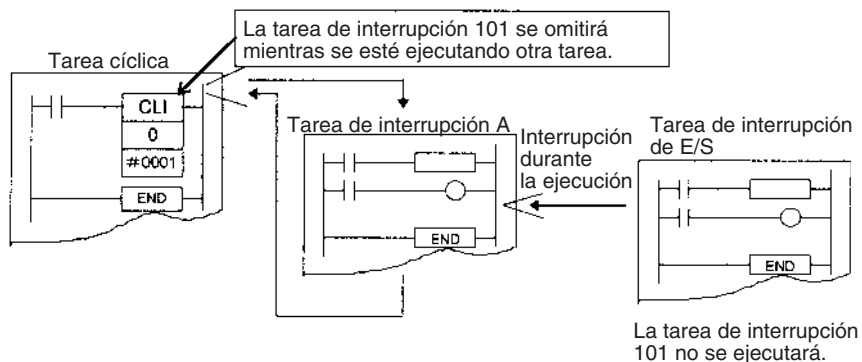 La tarea de interrupción 101 se omitirá
mientras se esté ejecutando otra tarea.
Tarea cíclica
CLI
0
#0001
END
Tarea de interrupción A
END
Interrupción
durante
la ejecución
Tarea de interrupción
de E/S
END
La tarea de interrupción
101 no se ejecutará.